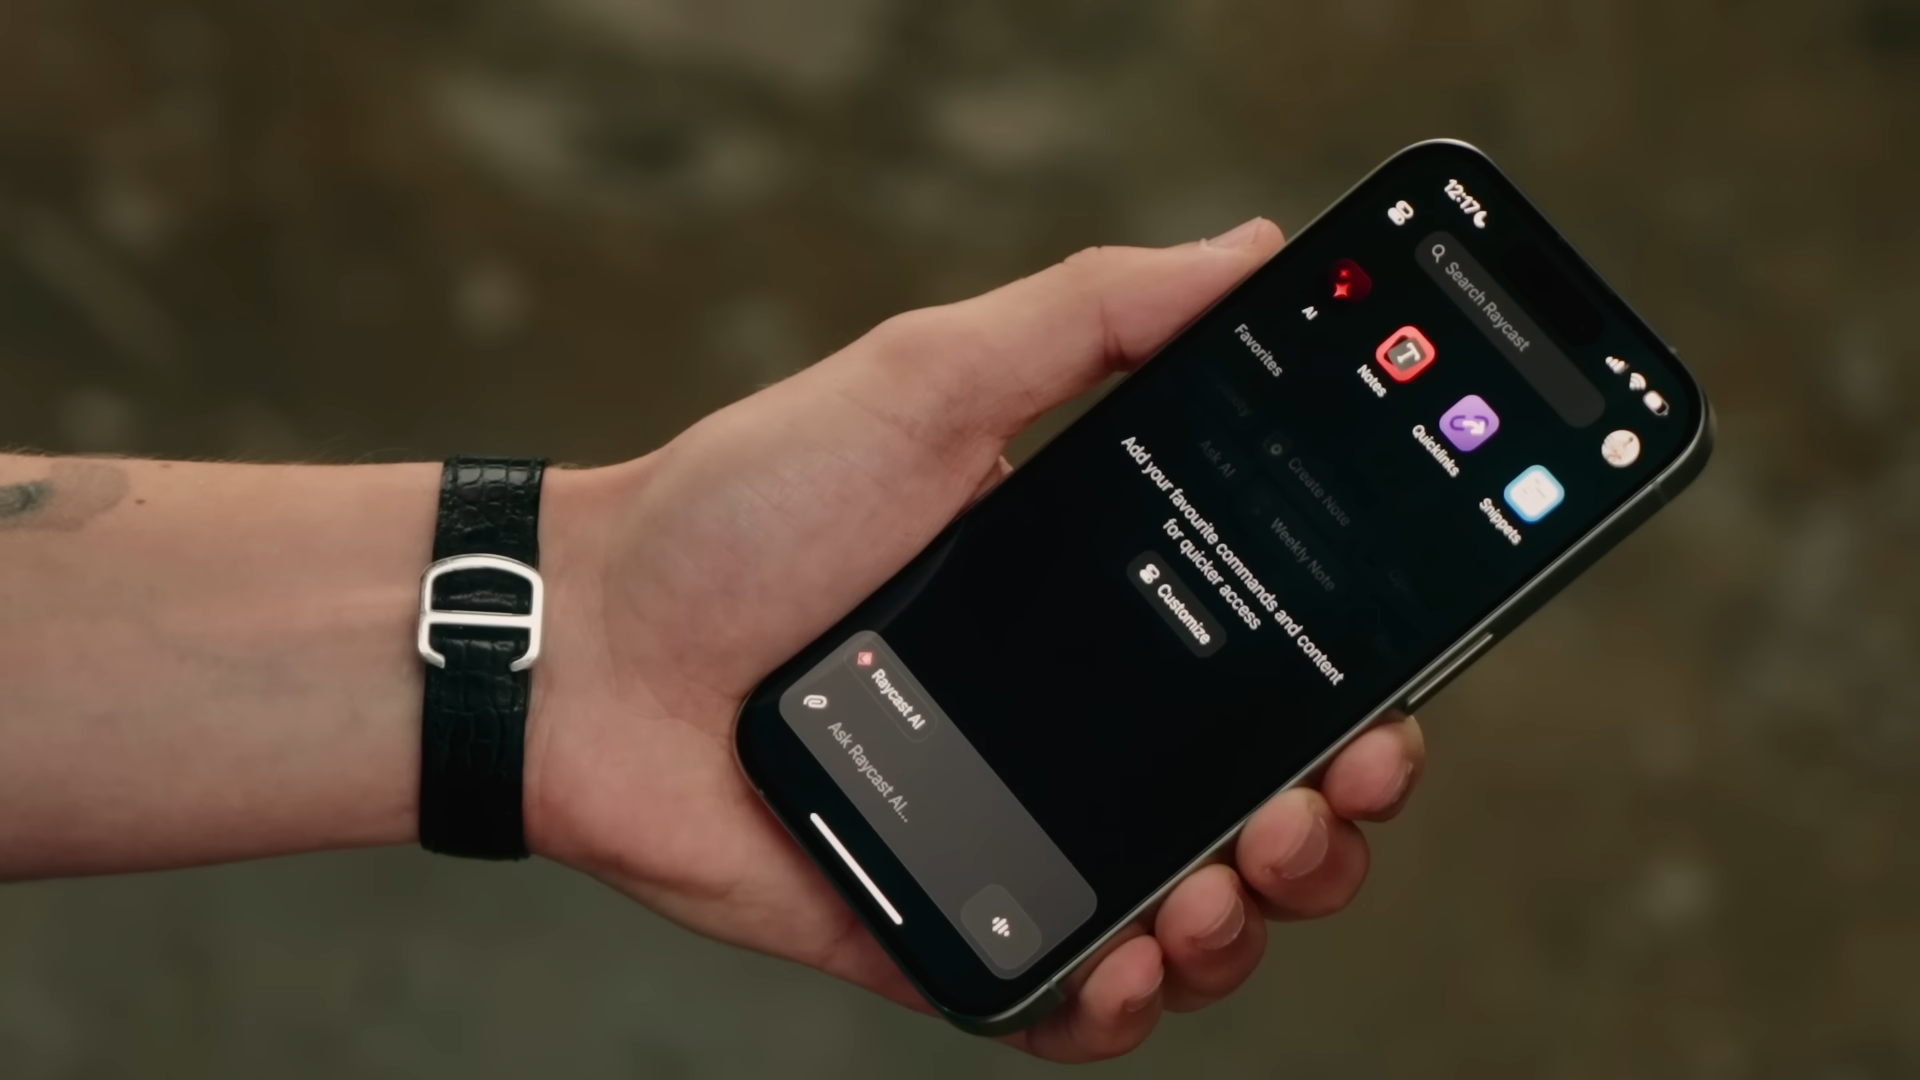 12:17
Search Raycast
AI
Notes
Quicklinks
Snippets
Favorites
Ask AI
Create Note
Weekly Note
Add your favourite commands and content
for quicker access
Customize
Raycast AI
Ask Raycast AI...